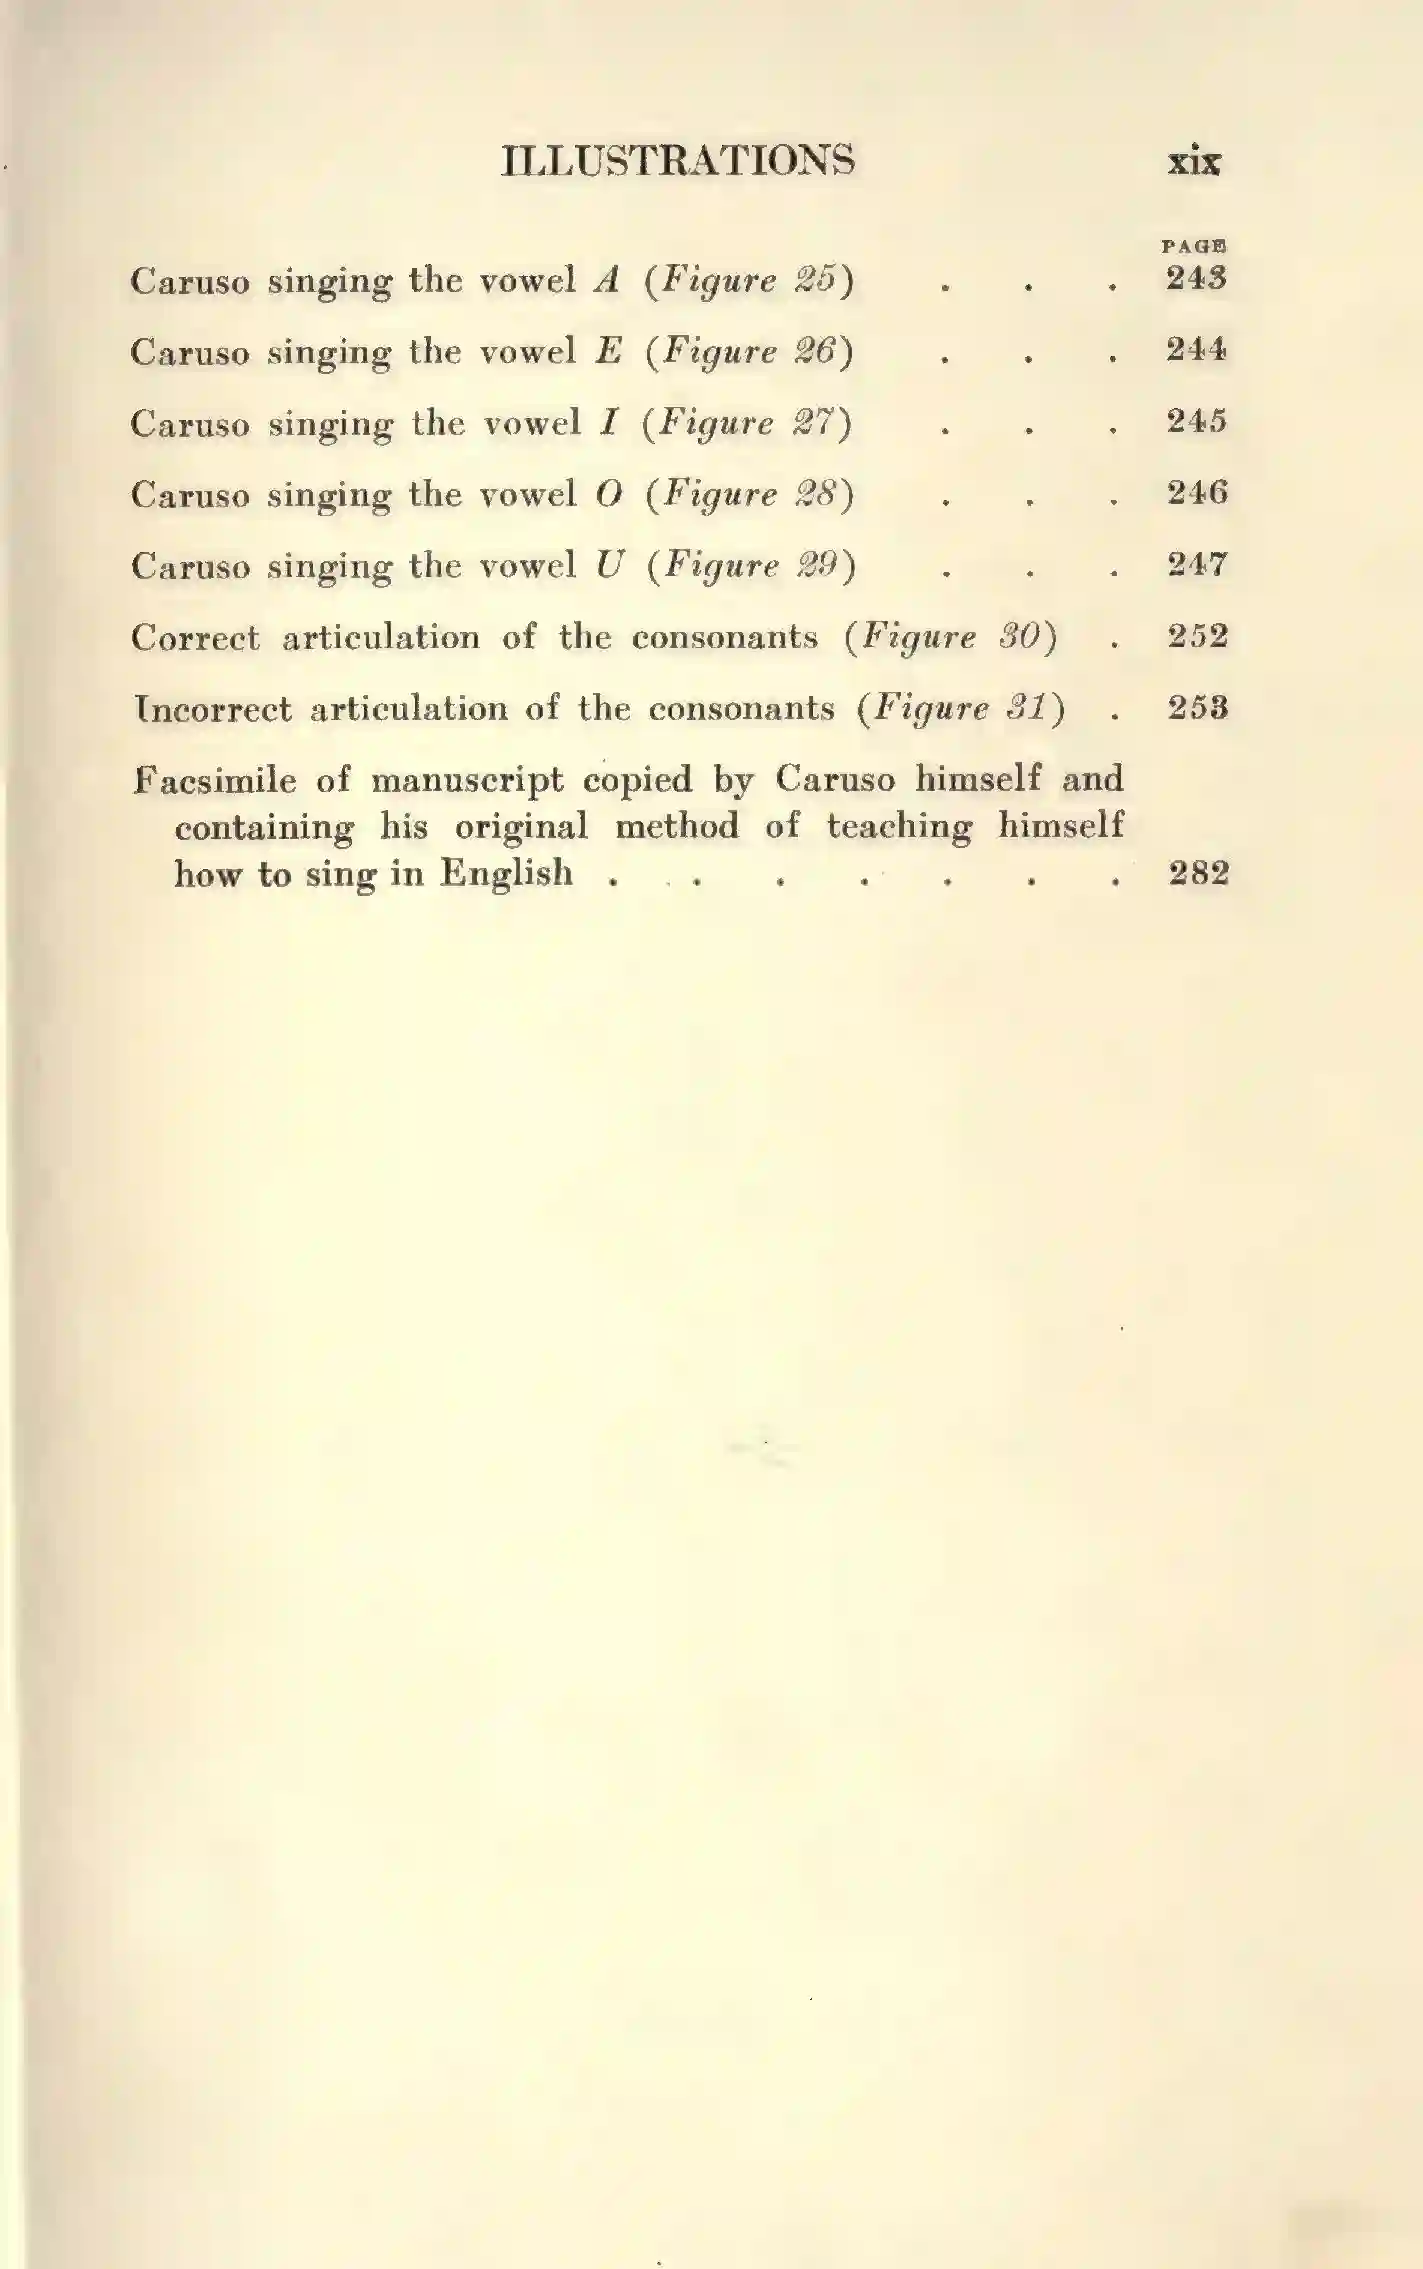 ILLUSTRATIONS xix
PAGE
Caruso singing the vowel A (Figure 25) . . . 243
Caruso singing the vowel E (Figure 26) . . . 244
Caruso singing the vowel I (Figure 27) . . . 245
Caruso singing the vowel O (Figure 28) . . . 246
Caruso singing the vowel U (Figure 29) . . . 247
Correct articulation of the consonants (Figure 30) . 252
Incorrect articulation of the consonants (Figure 31) . 253
Facsimile of manuscript copied by Caruso himself and
containing his original method of teaching himself
how to sing in English . . . . . . . 282